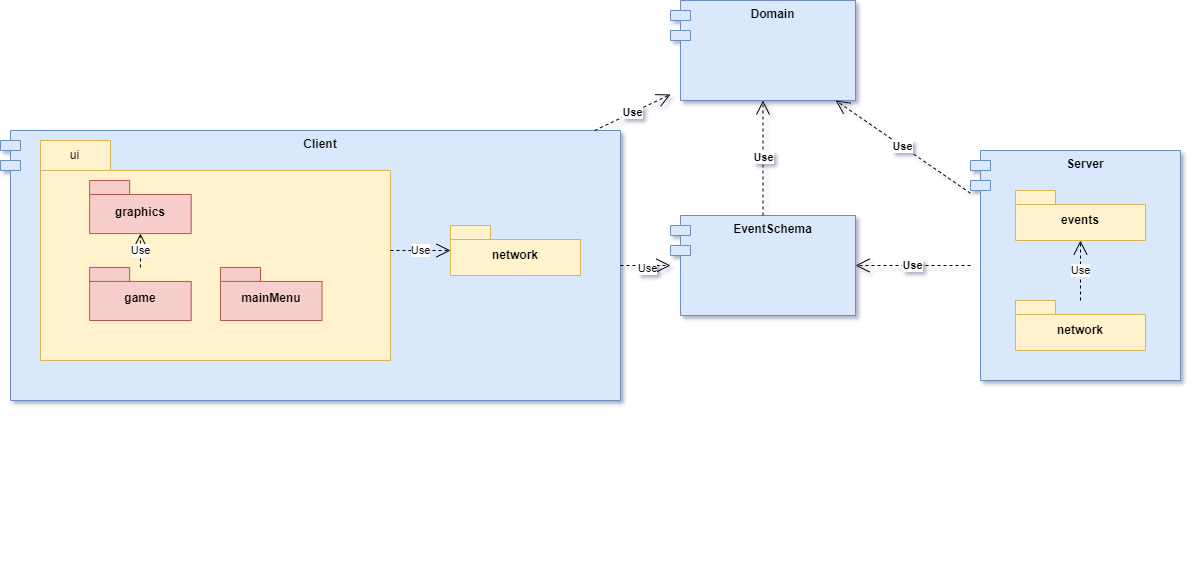 Domain
Use
Client
ui
graphics
Use
game
mainMenu
Use
network
Use
Use
EventSchema
Use
Use
Server
events
Use
network